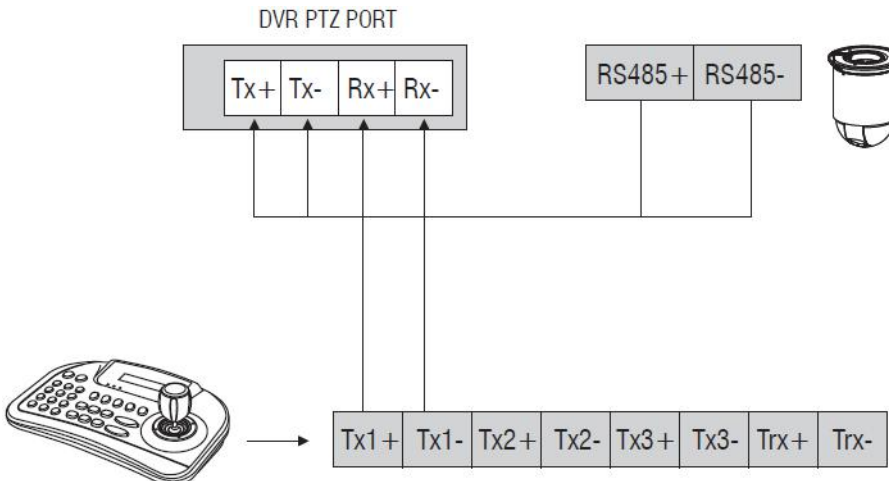 DVR PTZ PORT
Tx+ Tx- Rx+ Rx-
RS485+ RS485-
Tx1+ Tx1- Tx2+ Tx2- Tx3+ Tx3- Trx+ Trx-